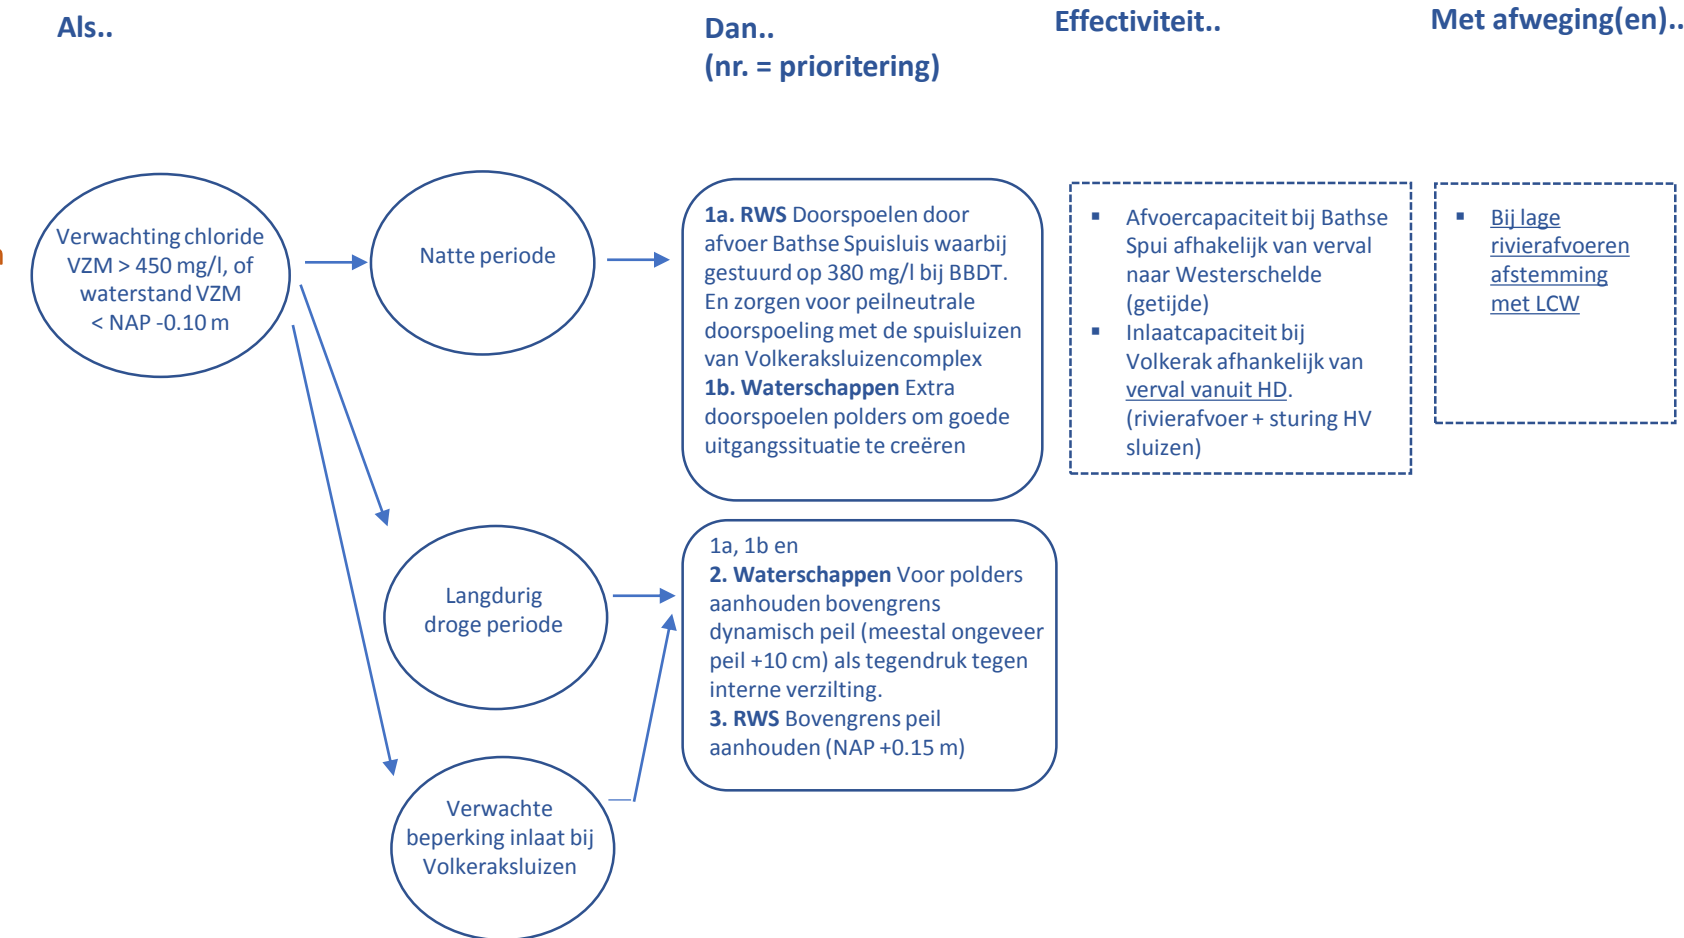 Als..
Dan..
(nr. = prioritering)
Effectiviteit..
Met afweging(en)..
Verwachting chloride
VZM > 450 mg/l, of
waterstand VZM
< NAP -0.10 m
Natte periode
1a. RWS Doorspoelen door
afvoer Bathse Spuisluis waarbij
gestuurd op 380 mg/l bij BBDT.
En zorgen voor peilneutrale
doorspoeling met de spuisluizen
van Volkeraksluizencomplex
1b. Waterschappen Extra
doorspoelen polders om goede
uitgangssituatie te creëren
▪ Afvoercapaciteit bij Bathse
Spui afhakelijk van verval
naar Westerschelde
(getijde)
▪ Inlaatcapaciteit bij
Volkerak afhankelijk van
verval vanuit HD.
(rivierafvoer + sturing HV
sluizen)
▪ Bij lage
rivierafvoeren
afstemming
met LCW
Langdurig
droge periode
1a, 1b en
2. Waterschappen Voor polders
aanhouden bovengrens
dynamisch peil (meestal ongeveer
peil +10 cm) als tegendruk tegen
interne verzilting.
3. RWS Bovengrens peil
aanhouden (NAP +0.15 m)
Verwachte
beperking inlaat bij
Volkeraksluizen